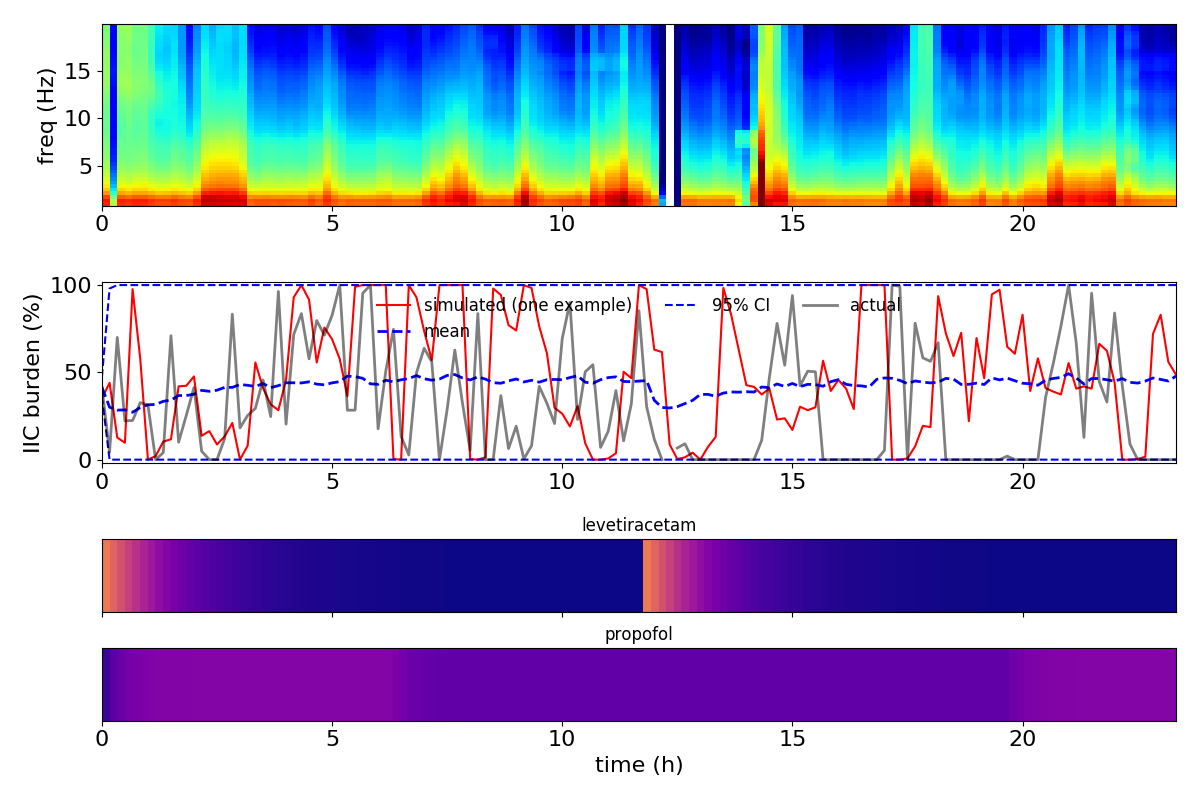 freq (Hz)
15
10
5
0 5 10 15 20
IIC burden (%)
100
50
0
simulated (one example) 95% CI actual
mean
0 5 10 15 20
levetiracetam
propofol
0 5 10 15 20
time (h)